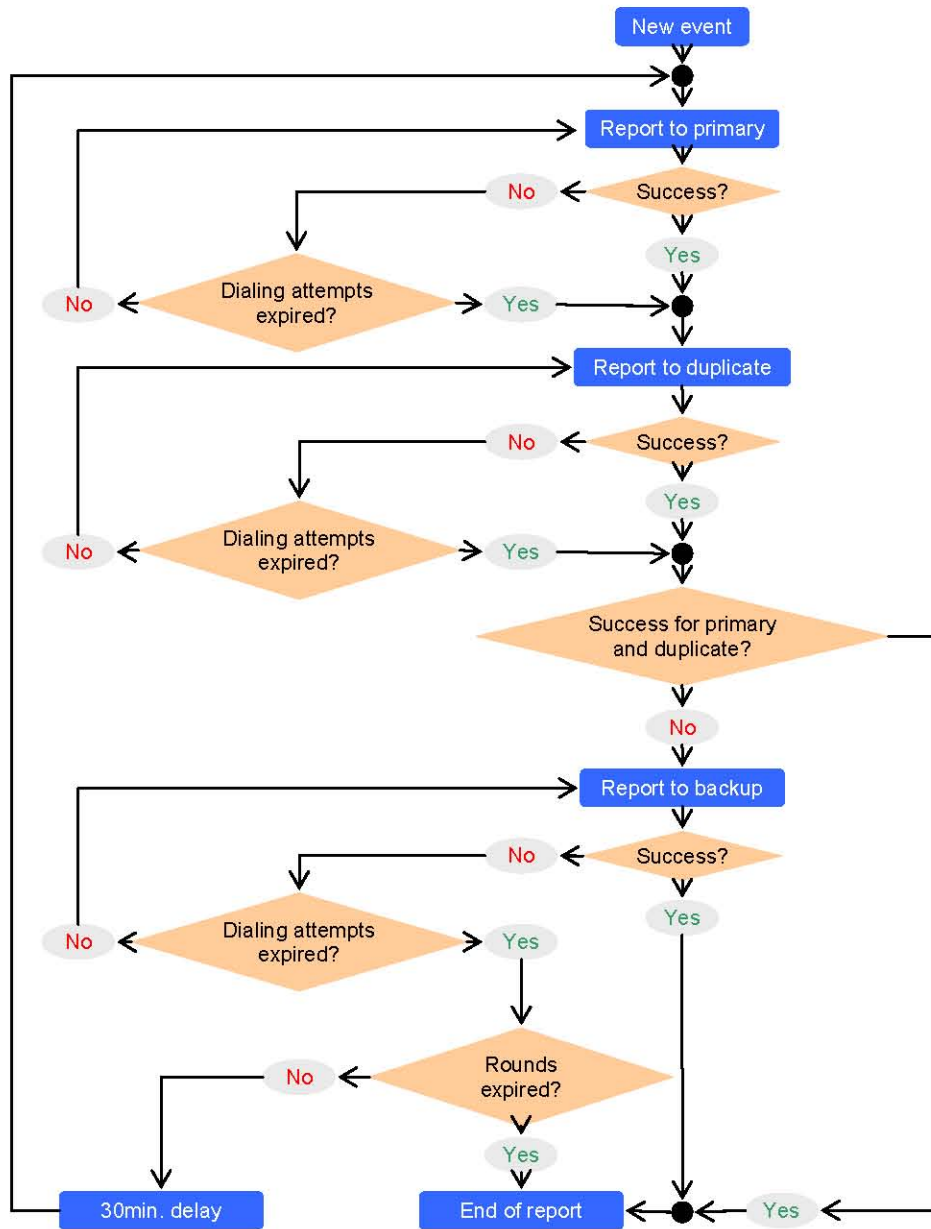 New event
Report to primary
No
Success?
Yes
No
Dialing attempts
expired?
Yes
Report to duplicate
No
Success?
Yes
No
Dialing attempts
expired?
Yes
Success for primary
and duplicate?
No
Report to backup
No
Success?
Yes
No
Dialing attempts
expired?
Yes
No
Rounds
expired?
Yes
30min. delay
End of report
Yes